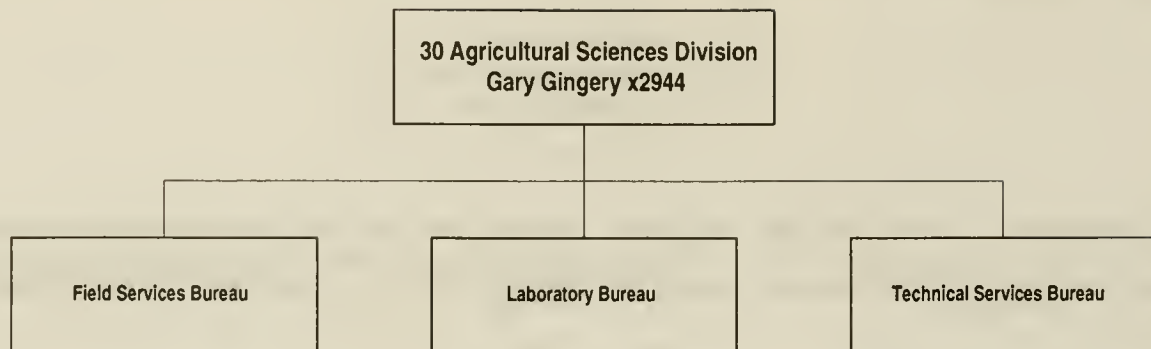 30 Agricultural Sciences Division
Gary Gingery x2944
Field Services Bureau
Laboratory Bureau
Technical Services Bureau